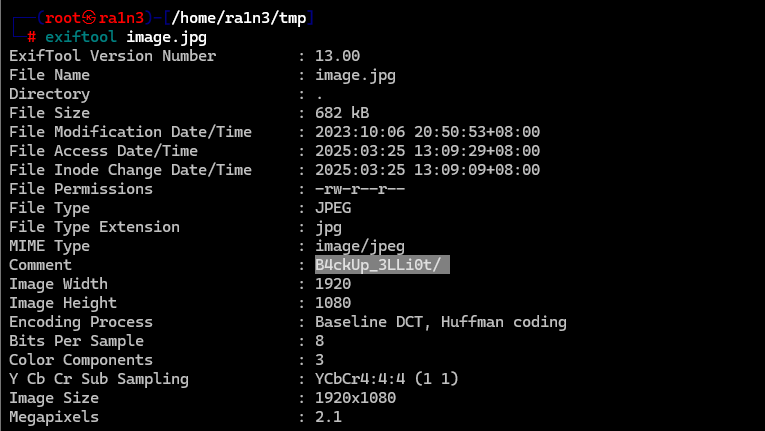 (root㉿ra1n3)-[/home/ra1n3/tmp]
# exiftool image.jpg
ExifTool Version Number : 13.00
File Name : image.jpg
Directory : .
File Size : 682 kB
File Modification Date/Time : 2023:10:06 20:50:53+08:00
File Access Date/Time : 2025:03:25 13:09:29+08:00
File Inode Change Date/Time : 2025:03:25 13:09:09+08:00
File Permissions : -rw-r--r--
File Type : JPEG
File Type Extension : jpg
MIME Type : image/jpeg
Comment : B4ckUp_3LLi0t/
Image Width : 1920
Image Height : 1080
Encoding Process : Baseline DCT, Huffman coding
Bits Per Sample : 8
Color Components : 3
Y Cb Cr Sub Sampling : YCbCr4:4:4 (1 1)
Image Size : 1920x1080
Megapixels : 2.1